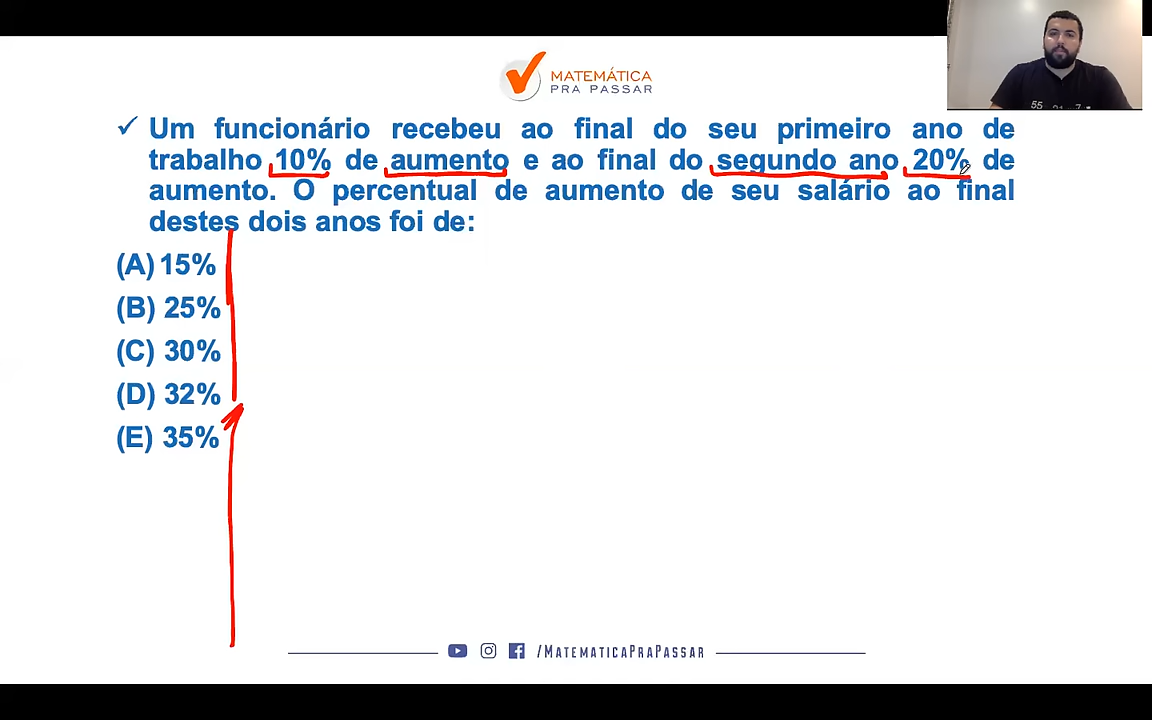 MATEMÁTICA
PRA PASSAR
✓ Um funcionário recebeu ao final do seu primeiro ano de
trabalho 10% de aumento e ao final do segundo ano 20% de
aumento. O percentual de aumento de seu salário ao final
destes dois anos foi de:
(A) 15%
(B) 25%
(C) 30%
(D) 32%
(E) 35%
/MATEMATICAPRAPASSAR